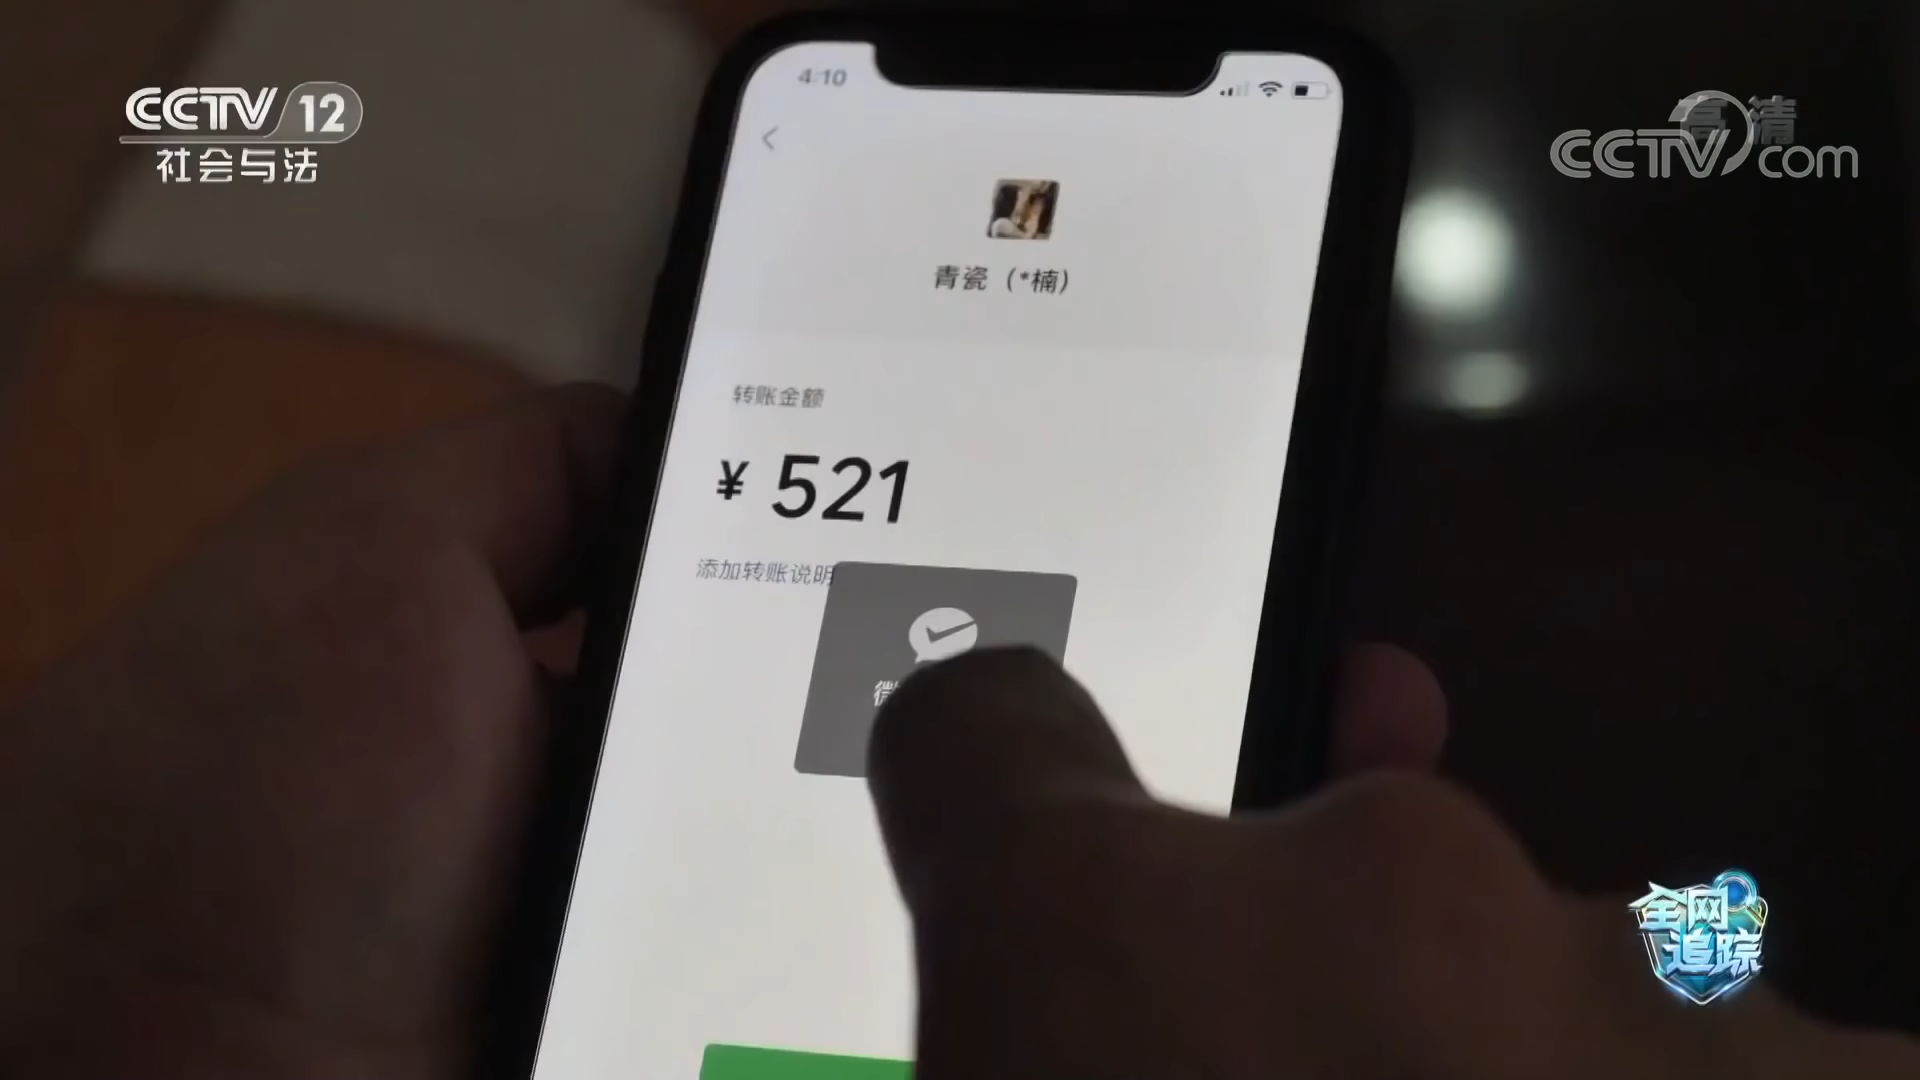 CCTV 12
社会与法
高清
CCTV.com
4:10
青瓷（*楠）
转账金额
¥ 521
添加转账说明
微
全网
追踪